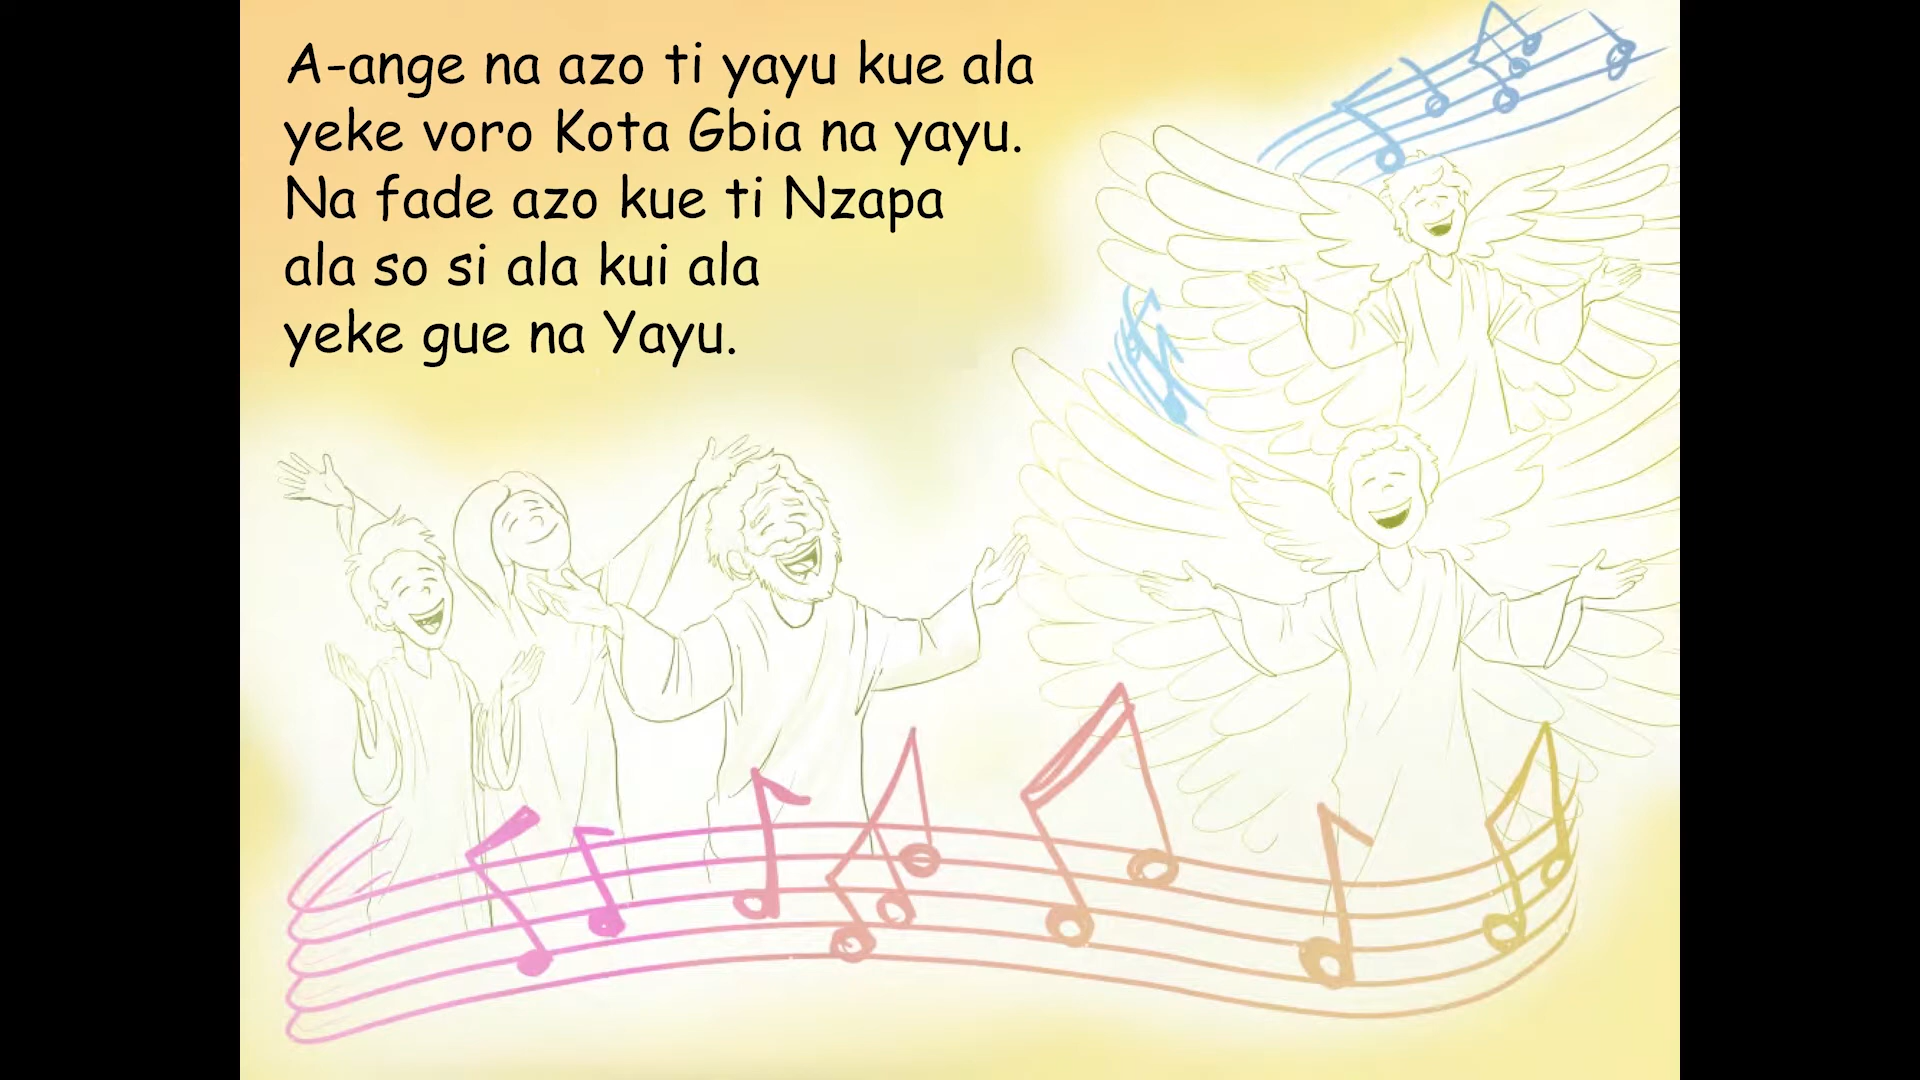 A-ange na azo ti yayu kue ala
yeke voro Kota Gbia na yayu.
Na fade azo kue ti Nzapa
ala so si ala kui ala
yeke gue na Yayu.